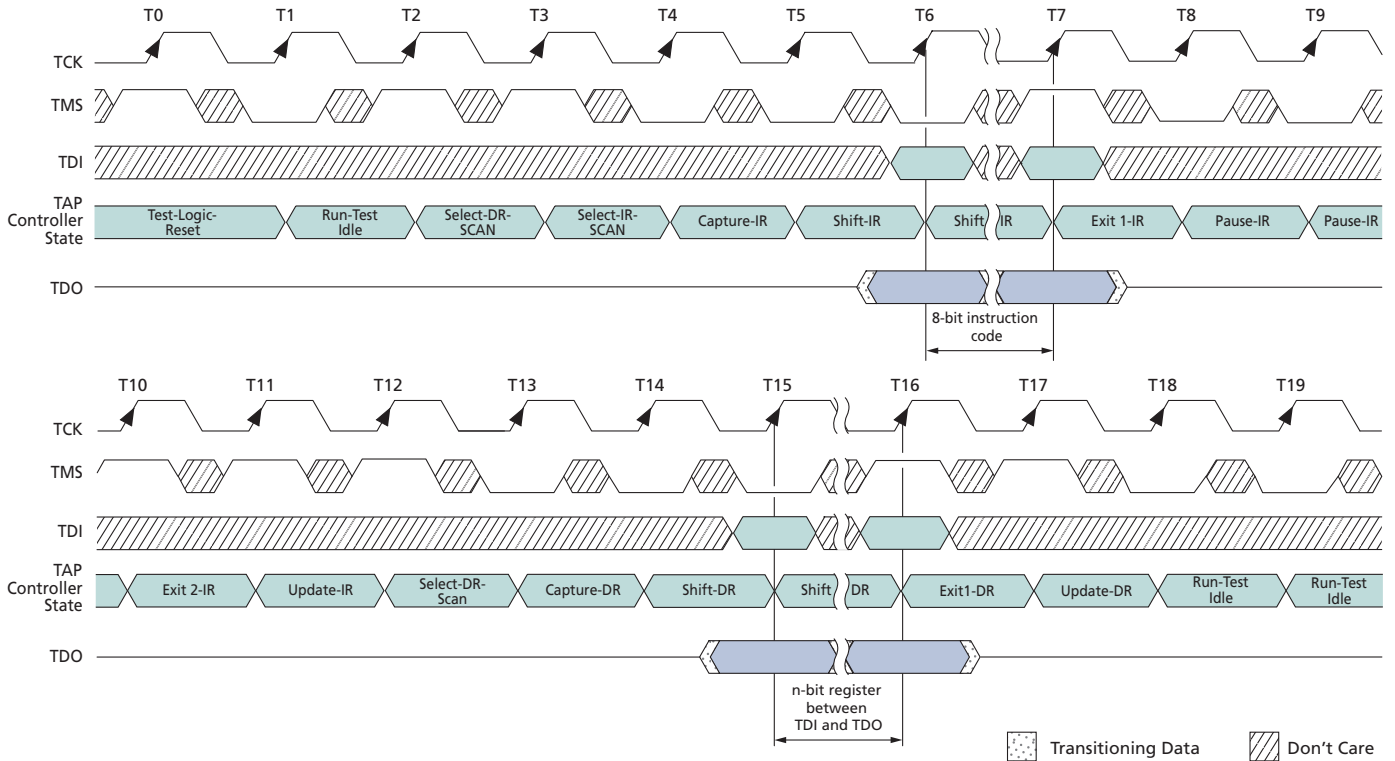 T0 T1 T2 T3 T4 T5 T6 T7 T8 T9
TCK
TMS
TDI
TAP
Controller
State
Test-Logic-
Reset
Run-Test
Idle
Select-DR-
SCAN
Select-IR-
SCAN
Capture-IR
Shift-IR
Shift IR
Exit 1-IR
Pause-IR
Pause-IR
TDO
8-bit instruction
code
T10 T11 T12 T13 T14 T15 T16 T17 T18 T19
TCK
TMS
TDI
TAP
Controller
State
Exit 2-IR
Update-IR
Select-DR-
Scan
Capture-DR
Shift-DR
Shift DR
Exit1-DR
Update-DR
Run-Test
Idle
Run-Test
Idle
TDO
n-bit register
between
TDI and TDO
Transitioning Data
Don't Care